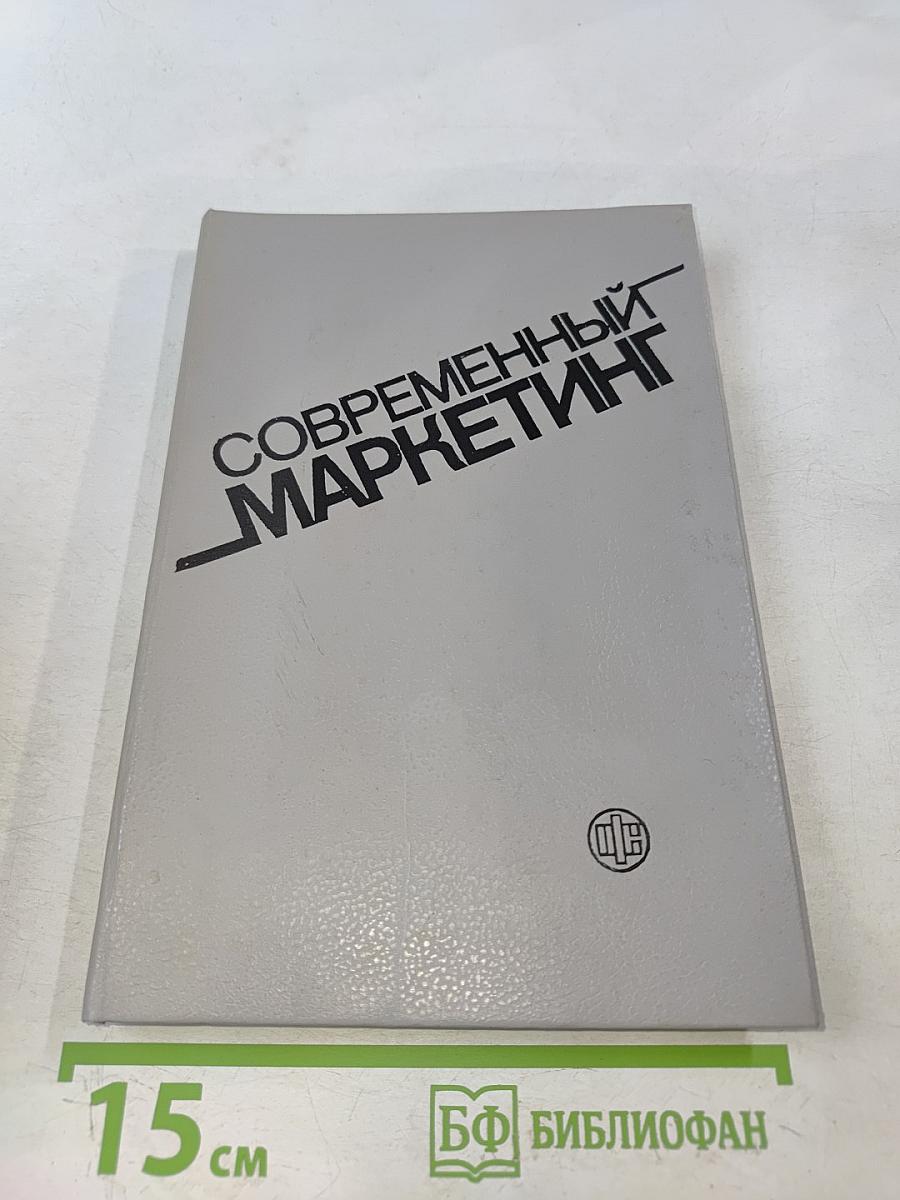 СОВРЕМЕННЫЙ
МАРКЕТИНГ
15 см
БФ БИБЛИОФАН